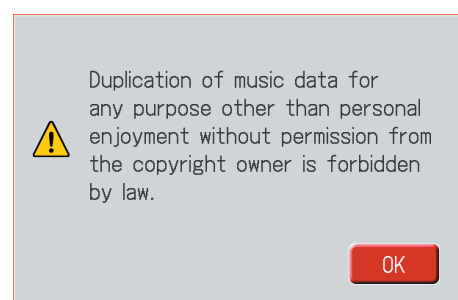 Duplication of music data for
any purpose other than personal
enjoyment without permission from
the copyright owner is forbidden
by law.
OK